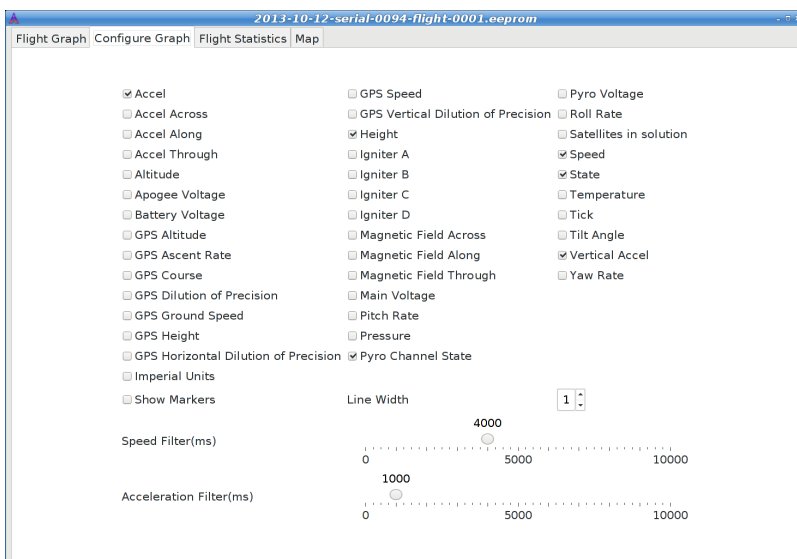 2013-10-12-serial-0094-flight-0001.eeprom
Flight Graph Configure Graph Flight Statistics Map
Accel GPS Speed Pyro Voltage
Accel Across GPS Vertical Dilution of Precision Roll Rate
Accel Along Height Satellites in solution
Accel Through Igniter A Speed
Altitude Igniter B State
Apogee Voltage Igniter C Temperature
Battery Voltage Igniter D Tick
GPS Altitude Magnetic Field Across Tilt Angle
GPS Ascent Rate Magnetic Field Along Vertical Accel
GPS Course Magnetic Field Through Yaw Rate
GPS Dilution of Precision Main Voltage
GPS Ground Speed Pitch Rate
GPS Height Pressure
GPS Horizontal Dilution of Precision Pyro Channel State
Imperial Units
Show Markers Line Width 1
4000
Speed Filter(ms)
0 5000 10000
1000
Acceleration Filter(ms)
0 5000 10000